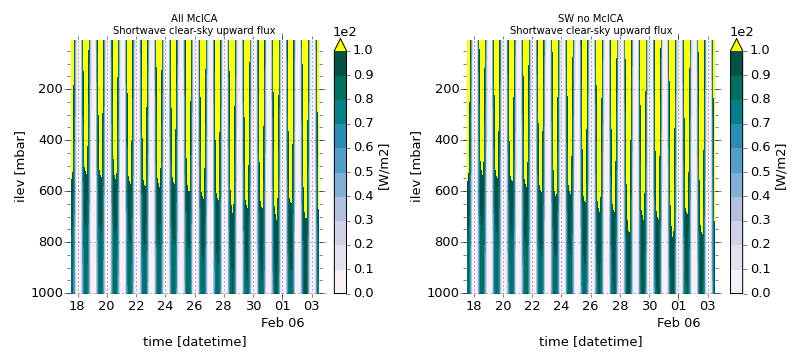 All McICA
Shortwave clear-sky upward flux
1e2
1.0
0.9
0.8
0.7
0.6
0.5
0.4
0.3
0.2
0.1
0.0
[W/m2]
200
400
600
800
1000
ilev [mbar]
18 20 22 24 26 28 30 01 03
Feb 06
time [datetime]
SW no McICA
Shortwave clear-sky upward flux
1e2
1.0
0.9
0.8
0.7
0.6
0.5
0.4
0.3
0.2
0.1
0.0
[W/m2]
200
400
600
800
1000
ilev [mbar]
18 20 22 24 26 28 30 01 03
Feb 06
time [datetime]